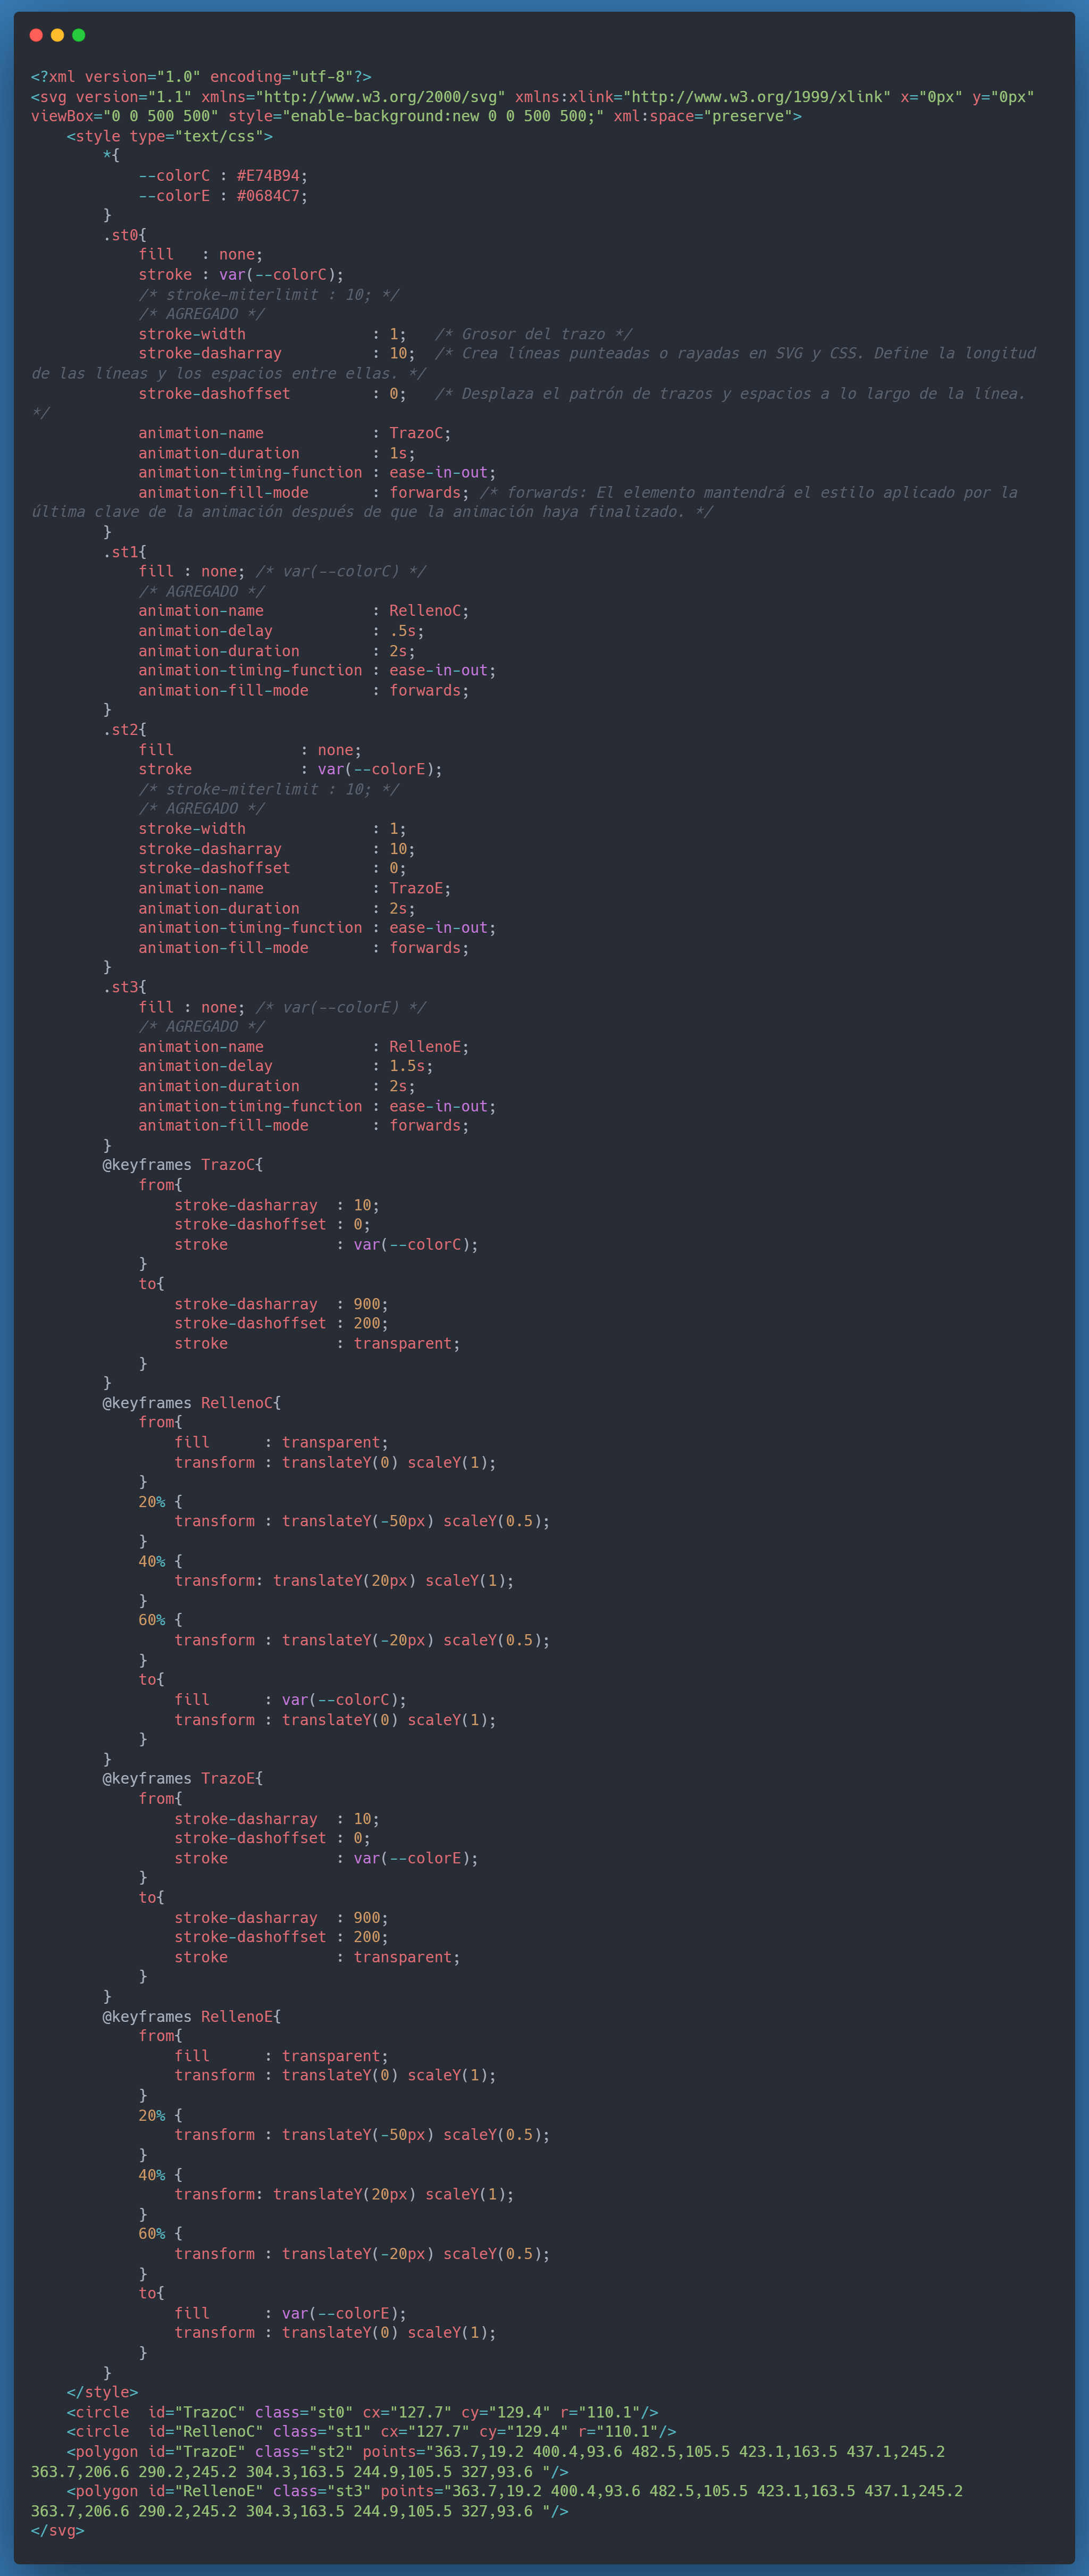 <?xml version="1.0" encoding="utf-8"?>
<svg version="1.1" xmlns="http://www.w3.org/2000/svg" xmlns:xlink="http://www.w3.org/1999/xlink" x="0px" y="0px"
viewBox="0 0 500 500" style="enable-background:new 0 0 500 500;" xml:space="preserve">
    <style type="text/css">
        *{
            --colorC : #E74B94;
            --colorE : #0684C7;
        }
        .st0{
            fill   : none;
            stroke : var(--colorC);
            /* stroke-miterlimit : 10; */
            /* AGREGADO */
            stroke-width              : 1;   /* Grosor del trazo */
            stroke-dasharray          : 10;  /* Crea líneas punteadas o rayadas en SVG y CSS. Define la longitud
de las líneas y los espacios entre ellas. */
            stroke-dashoffset         : 0;   /* Desplaza el patrón de trazos y espacios a lo largo de la línea.
*/
            animation-name            : TrazoC;
            animation-duration        : 1s;
            animation-timing-function : ease-in-out;
            animation-fill-mode       : forwards; /* forwards: El elemento mantendrá el estilo aplicado por la
última clave de la animación después de que la animación haya finalizado. */
        }
        .st1{
            fill : none; /* var(--colorC) */
            /* AGREGADO */
            animation-name            : RellenoC;
            animation-delay           : .5s;
            animation-duration        : 2s;
            animation-timing-function : ease-in-out;
            animation-fill-mode       : forwards;
        }
        .st2{
            fill              : none;
            stroke            : var(--colorE);
            /* stroke-miterlimit : 10; */
            /* AGREGADO */
            stroke-width              : 1;
            stroke-dasharray          : 10;
            stroke-dashoffset         : 0;
            animation-name            : TrazoE;
            animation-duration        : 2s;
            animation-timing-function : ease-in-out;
            animation-fill-mode       : forwards;
        }
        .st3{
            fill : none; /* var(--colorE) */
            /* AGREGADO */
            animation-name            : RellenoE;
            animation-delay           : 1.5s;
            animation-duration        : 2s;
            animation-timing-function : ease-in-out;
            animation-fill-mode       : forwards;
        }
        @keyframes TrazoC{
            from{
                stroke-dasharray  : 10;
                stroke-dashoffset : 0;
                stroke            : var(--colorC);
            }
            to{
                stroke-dasharray  : 900;
                stroke-dashoffset : 200;
                stroke            : transparent;
            }
        }
        @keyframes RellenoC{
            from{
                fill      : transparent;
                transform : translateY(0) scaleY(1);
            }
            20% {
                transform : translateY(-50px) scaleY(0.5);
            }
            40% {
                transform: translateY(20px) scaleY(1);
            }
            60% {
                transform : translateY(-20px) scaleY(0.5);
            }
            to{
                fill      : var(--colorC);
                transform : translateY(0) scaleY(1);
            }
        }
        @keyframes TrazoE{
            from{
                stroke-dasharray  : 10;
                stroke-dashoffset : 0;
                stroke            : var(--colorE);
            }
            to{
                stroke-dasharray  : 900;
                stroke-dashoffset : 200;
                stroke            : transparent;
            }
        }
        @keyframes RellenoE{
            from{
                fill      : transparent;
                transform : translateY(0) scaleY(1);
            }
            20% {
                transform : translateY(-50px) scaleY(0.5);
            }
            40% {
                transform: translateY(20px) scaleY(1);
            }
            60% {
                transform : translateY(-20px) scaleY(0.5);
            }
            to{
                fill      : var(--colorE);
                transform : translateY(0) scaleY(1);
            }
        }
    </style>
    <circle  id="TrazoC" class="st0" cx="127.7" cy="129.4" r="110.1"/>
    <circle  id="RellenoC" class="st1" cx="127.7" cy="129.4" r="110.1"/>
    <polygon id="TrazoE" class="st2" points="363.7,19.2 400.4,93.6 482.5,105.5 423.1,163.5 437.1,245.2
363.7,206.6 290.2,245.2 304.3,163.5 244.9,105.5 327,93.6 "/>
    <polygon id="RellenoE" class="st3" points="363.7,19.2 400.4,93.6 482.5,105.5 423.1,163.5 437.1,245.2
363.7,206.6 290.2,245.2 304.3,163.5 244.9,105.5 327,93.6 "/>
</svg>